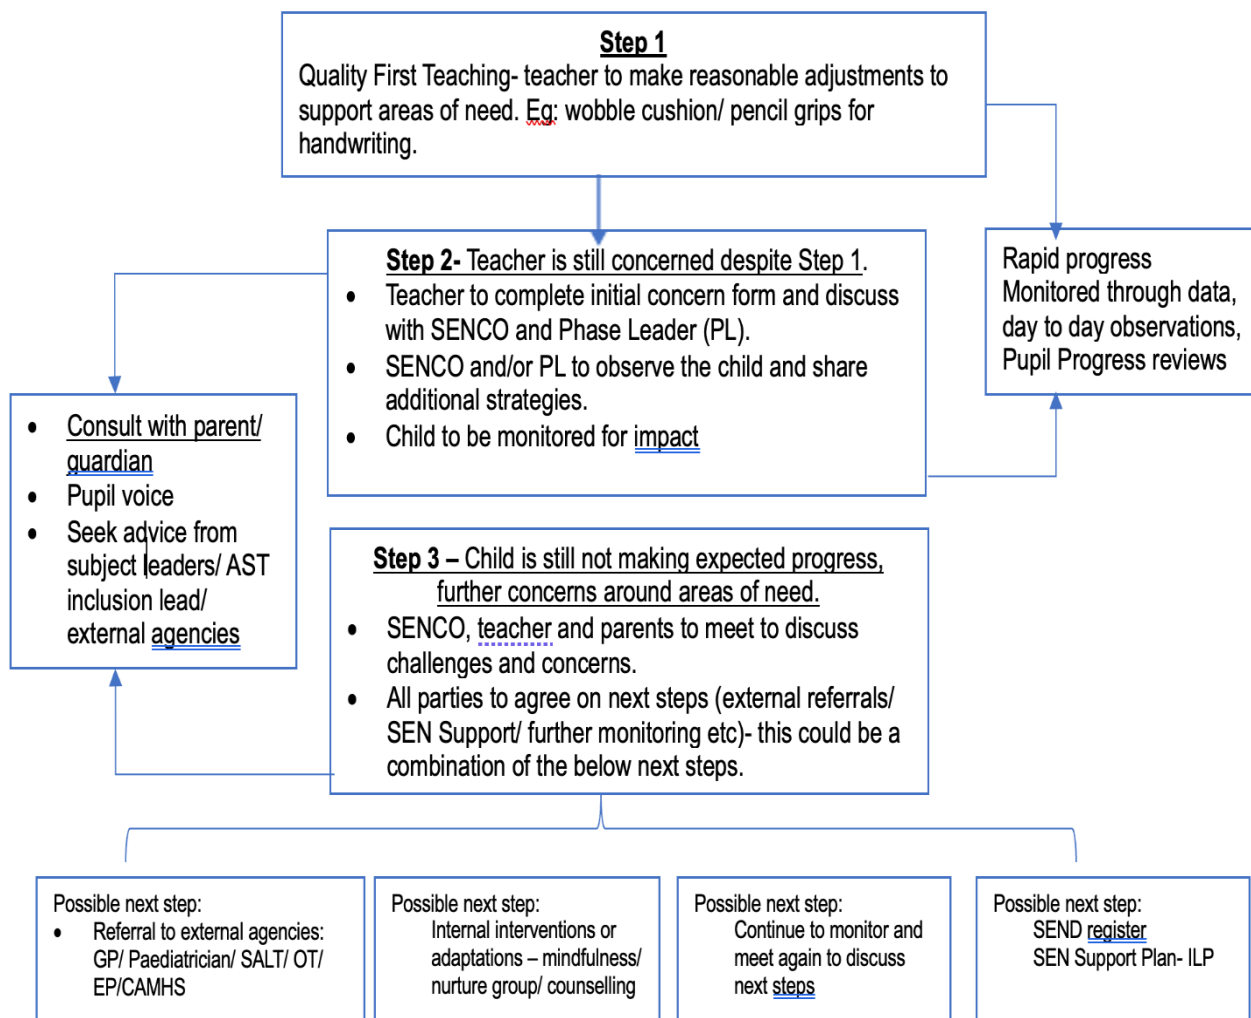 Step 1
Quality First Teaching- teacher to make reasonable adjustments to
support areas of need. Eg: wobble cushion/ pencil grips for
handwriting.
Step 2- Teacher is still concerned despite Step 1.
• Teacher to complete initial concern form and discuss
with SENCO and Phase Leader (PL).
• SENCO and/or PL to observe the child and share
additional strategies.
• Child to be monitored for impact
Rapid progress
Monitored through data,
day to day observations,
Pupil Progress reviews
• Consult with parent/
guardian
• Pupil voice
• Seek advice from
subject leaders/ AST
inclusion lead/
external agencies
Step 3 – Child is still not making expected progress,
further concerns around areas of need.
• SENCO, teacher and parents to meet to discuss
challenges and concerns.
• All parties to agree on next steps (external referrals/
SEN Support/ further monitoring etc)- this could be a
combination of the below next steps.
Possible next step:
• Referral to external agencies:
GP/ Paediatrician/ SALT/ OT/
EP/CAMHS
Possible next step:
Internal interventions or
adaptations – mindfulness/
nurture group/ counselling
Possible next step:
Continue to monitor and
meet again to discuss
next steps
Possible next step:
SEND register
SEN Support Plan- ILP